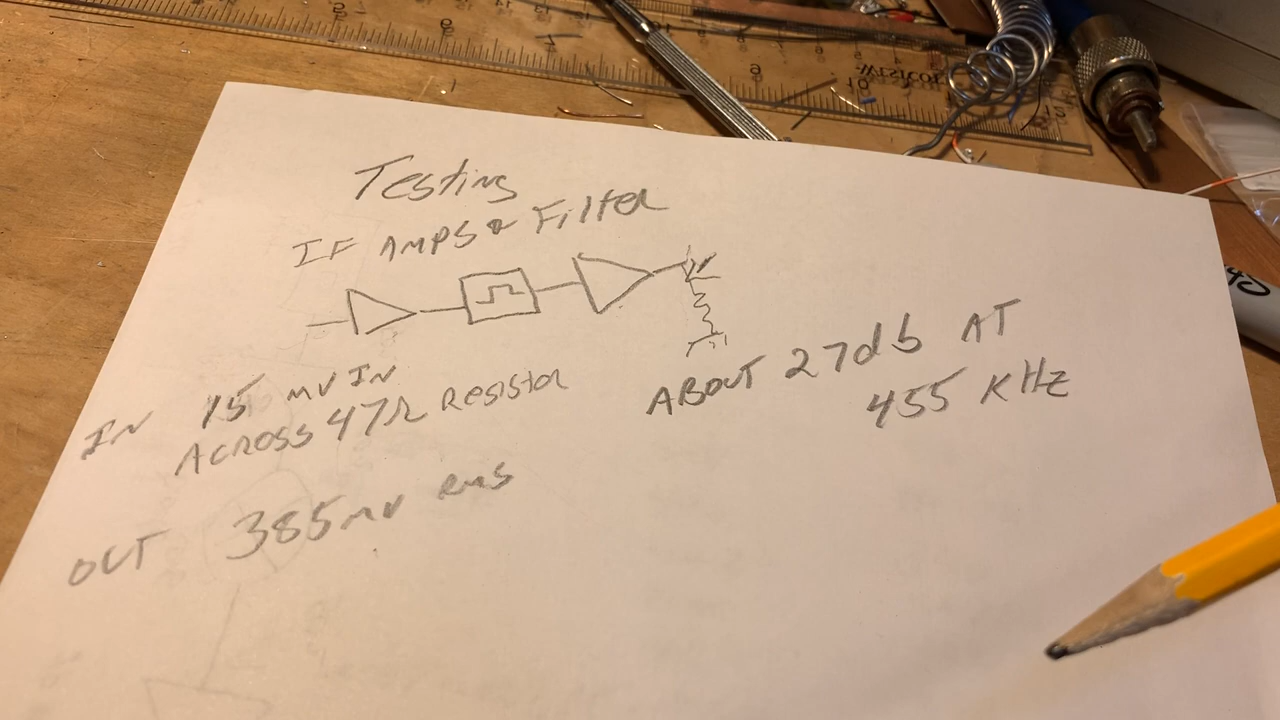 Testing
IF AMPS & Filter
IN 15 mV IN
ACROSS 47Ω Resistor
ABOUT 27db AT
455 KHz
OUT 385mv RMS
Westcott